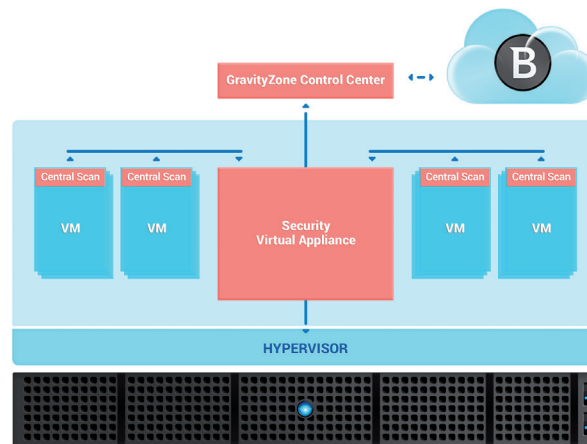 B
GravityZone Control Center
Central Scan
Central Scan
Central Scan
Central Scan
VM
VM
Security
Virtual Appliance
VM
VM
HYPERVISOR